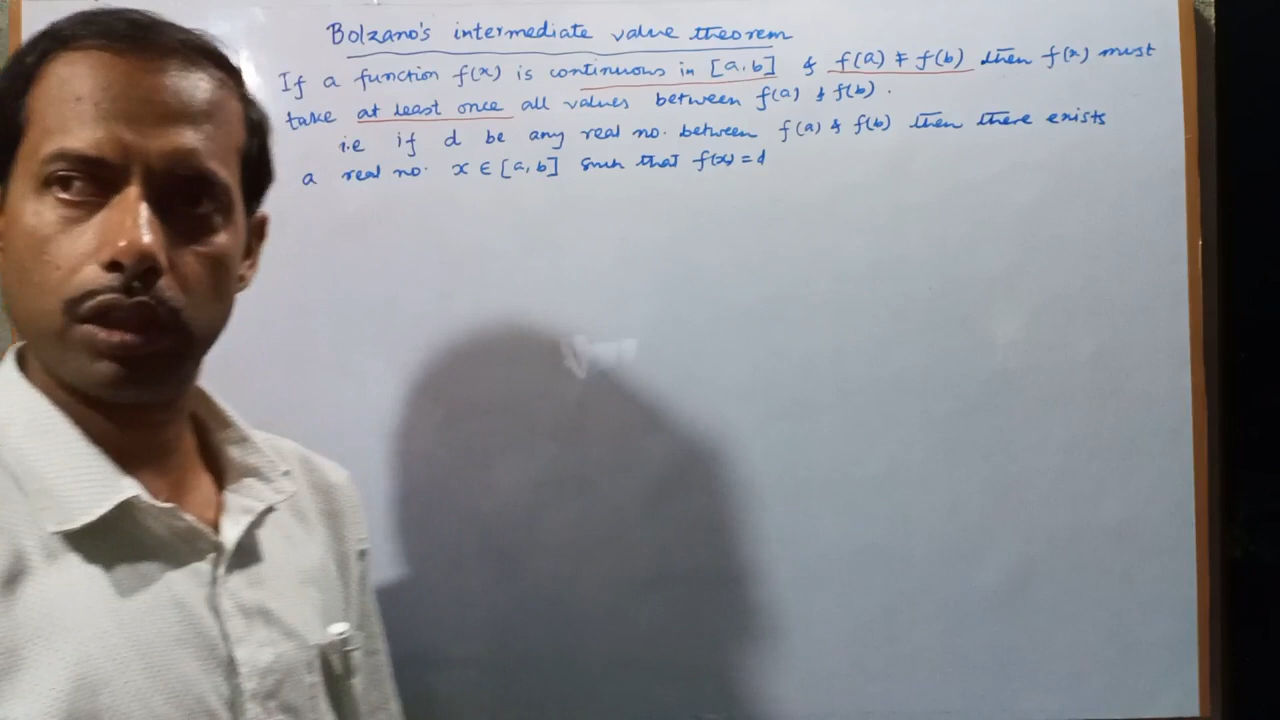 Bolzano's intermediate value theorem
If a function f(x) is continuous in [a,b] & f(a) ≠ f(b) then f(x) must
take at least once all values between f(a) & f(b).
i.e if d be any real no. between f(a) & f(b) then there exists
a real no. x ∈ [a,b] such that f(x) = d